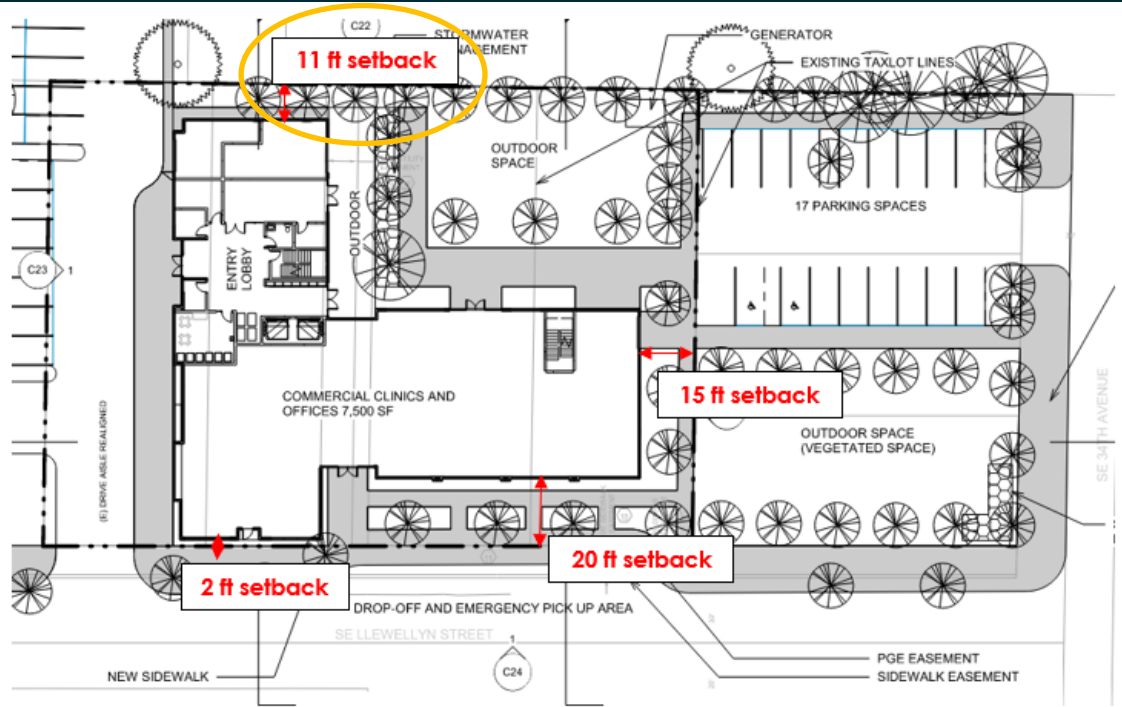 C22
STORMWATER
MANAGEMENT
11 ft setback
GENERATOR
EXISTING TAXLOT LINES
OUTDOOR
SPACE
17 PARKING SPACES
OUTDOOR
ENTRY
LOBBY
C23
1
COMMERCIAL CLINICS AND
OFFICES 7,500 SF
15 ft setback
OUTDOOR SPACE
(VEGETATED SPACE)
SE 34TH AVENUE
(E) DRIVE AISLE REALIGNED
20 ft setback
2 ft setback
DROP-OFF AND EMERGENCY PICK UP AREA
SE LLEWELLYN STREET
1
C24
NEW SIDEWALK
PGE EASEMENT
SIDEWALK EASEMENT